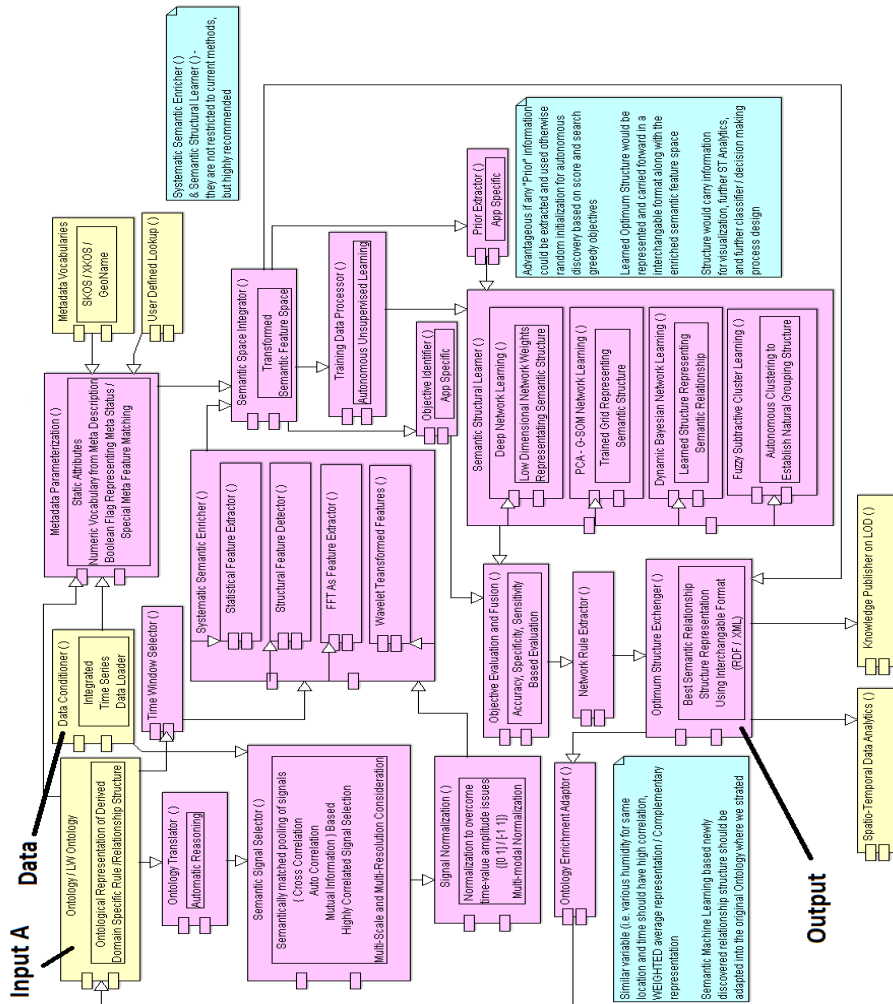 Input A
Data
Ontology / LW Ontology
Ontological Representation of Derived
Domain Specific Rule /Relationship Structure
Data Conditioner ()
Integrated
Time Series
Data Loader
Metadata Parameterization ()
Static Attributes
Numeric Vocabulary from Meta Description
Boolean Flag Representing Meta Status /
Special Meta Feature Matching
Metadata Vocabularies
SKOS / XKOS /
GeoName
User Defined Lookup ()
Systematic Semantic Enricher ()
& Semantic Structural Learner () -
they are not restricted to current methods,
but highly recommended
Ontology Translator ()
Automatic Reasoning
Time Window Selector ()
Semantic Signal Selector ()
Semantically matched pooling of signals
{ Cross Correlation
Auto Correlation
Mutual Information } Based
Highly Correlated Signal Selection
Multi-Scale and Multi-Resolution Consideration
Systematic Semantic Enricher ()
Statistical Feature Extractor ()
Structural Feature Detector ()
FFT As Feature Extractor ()
Wavelet Transformed Features ()
Semantic Space Integrator ()
Transformed
Semantic Feature Space
Training Data Processor ()
Autonomous Unsupervised Learning
Objective Identifier ()
App Specific
Prior Extractor ()
App Specific
Signal Normalization ()
Normalization to overcome
time-value amplitude issues
{[0 1] / [-1 1]}
Multi-modal Normalization
Semantic Structural Learner ()
Deep Network Learning ()
Low Dimensional Network Weights
Representating Semantic Structure
PCA - G-SOM Network Learning ()
Trained Grid Representing
Semantic Structure
Dynamic Bayesian Network Learning ()
Learned Structure Representing
Semantic Relationship
Fuzzy Subtractive Cluster Learning ()
Autonomous Clustering to
Establish Natural Grouping Structure
Advantageous if any "Prior" information
could be extracted and used otherwise
random initialization for autonomous
discovery based on score and search
greedy objectives
Learned Optimum Structure would be
represented and carried forward in a
interchangable format along with the
enriched semantic feature space
Structure would carry information
for visualization, further ST Analytics,
and further classifier / decision making
process design
Objective Evaluation and Fusion ()
Accuracy, Specificity, Sensitivity
Based Evaluation
Network Rule Extractor ()
Ontology Enrichment Adaptor ()
Optimum Structure Exchenger ()
Best Semantic Relationship
Structure Representation
Using Interchangable Format
(RDF / XML)
Similar variable (i.e. various humidity for same
location and time should have high correlation,
WEIGHTED average representation / Complementary
representation
Semantic Machine Learning based newly
discovered relationship structure should be
adapted into the original Ontology where we strated
Output
Spatio-Temporal Data Analytics ()
Knowledge Publisher on LOD ()